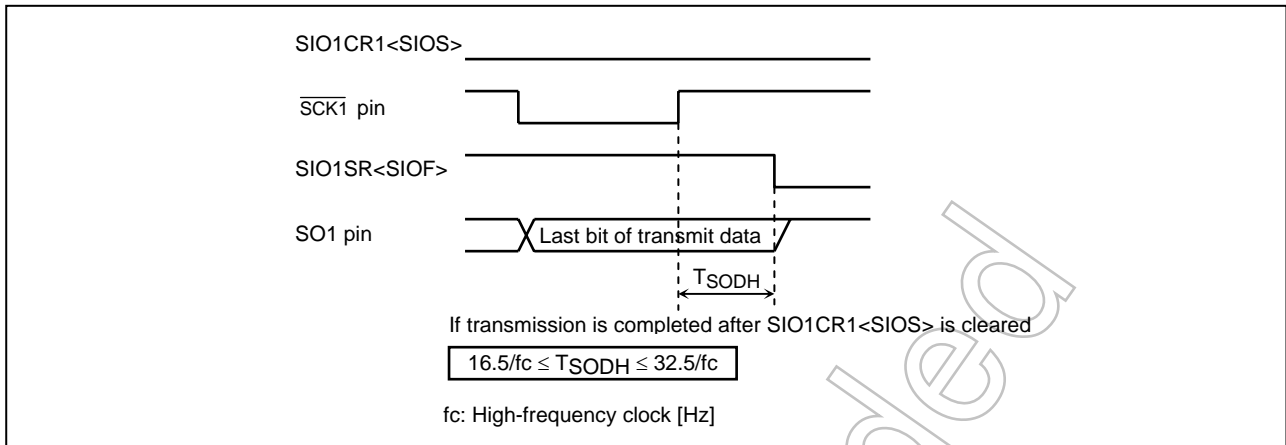 SIO1CR1<SIOS>
SCK1 pin
SIO1SR<SIOF>
SO1 pin
Last bit of transmit data
TSODH
If transmission is completed after SIO1CR1<SIOS> is cleared
16.5/fc ≤ TSODH ≤ 32.5/fc
fc: High-frequency clock [Hz]
ded